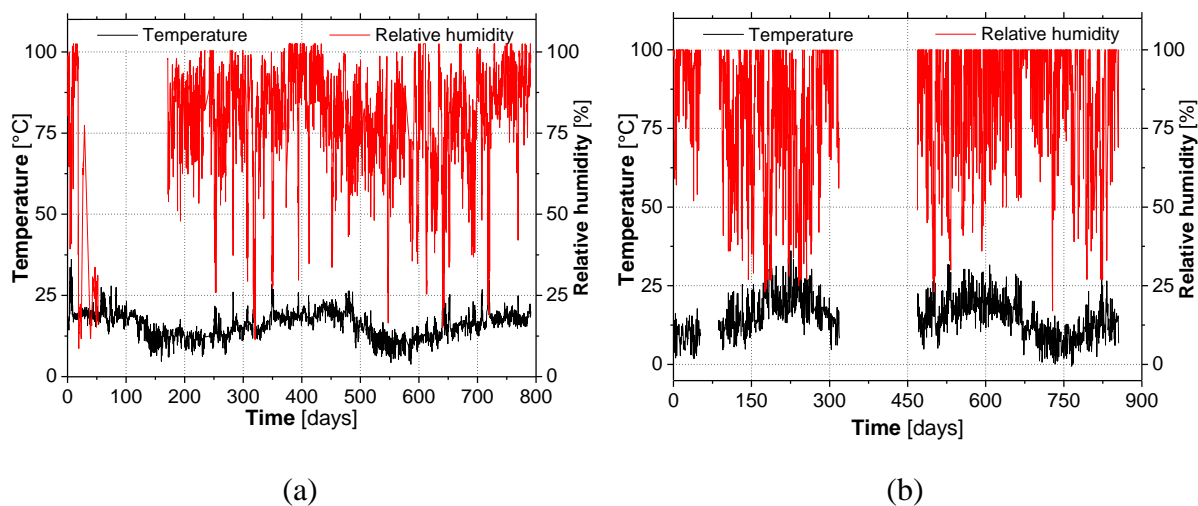 Temperature Relative humidity
100
75
50
25
0
Temperature [°C]
100
75
50
25
0
Relative humidity [%]
0 100 200 300 400 500 600 700 800
Time [days]
(a)
Temperature Relative humidity
100
75
50
25
0
Temperature [°C]
100
75
50
25
0
Relative humidity [%]
0 150 300 450 600 750 900
Time [days]
(b)